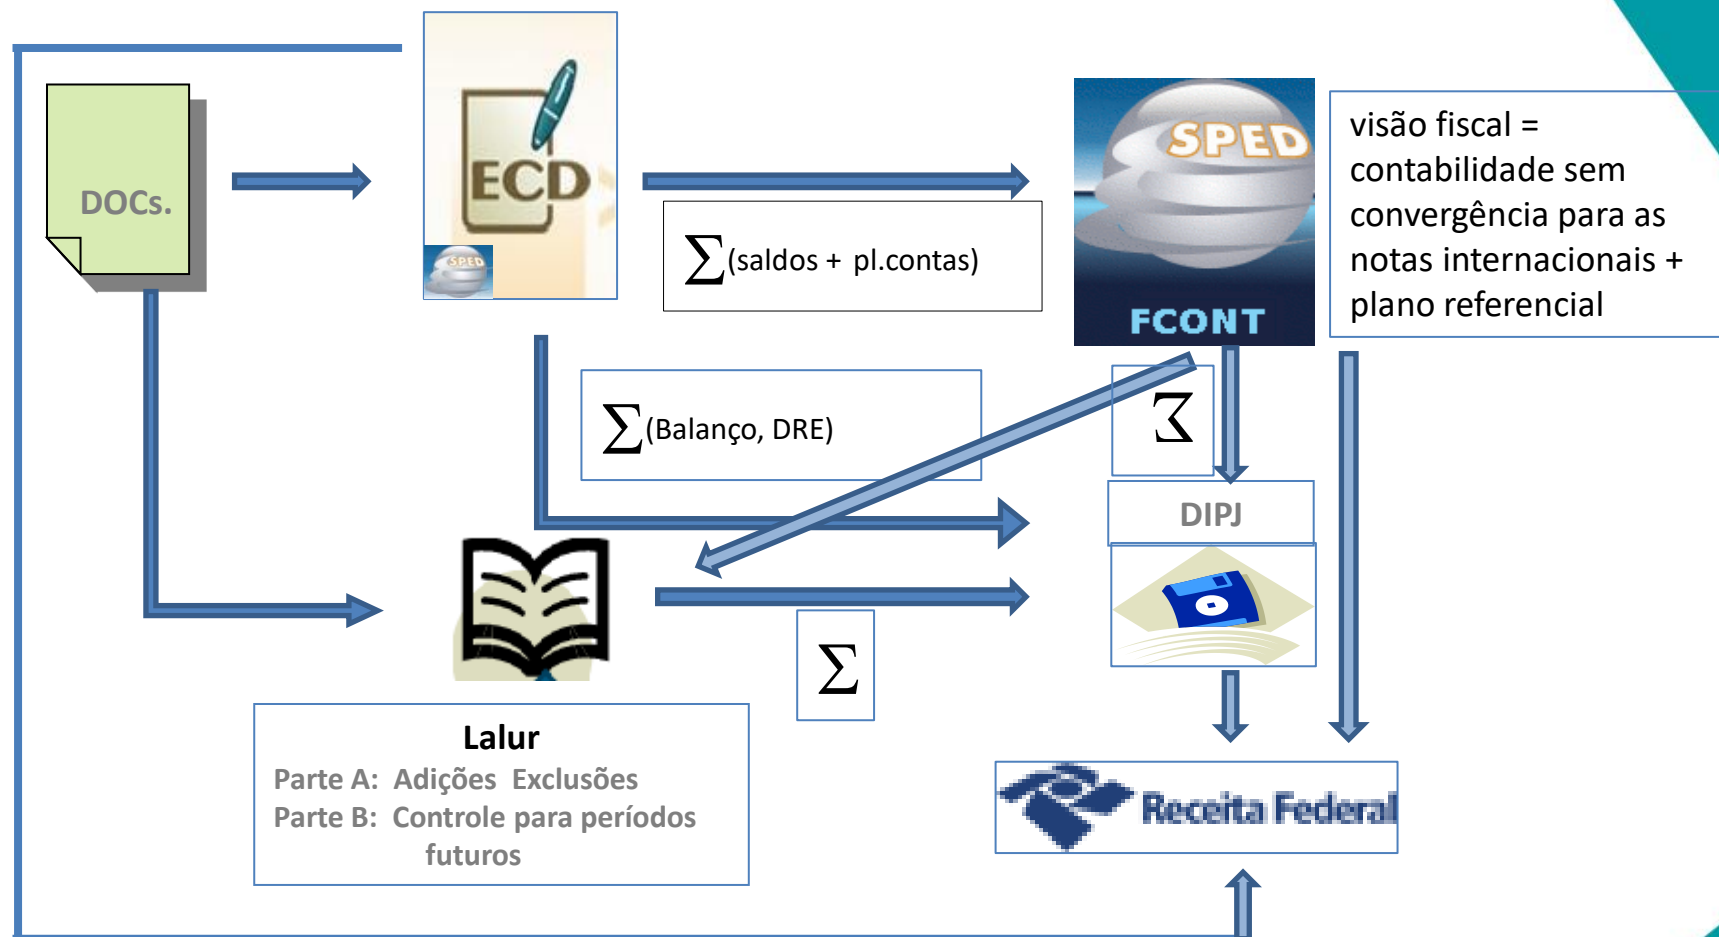 DOCs.
ECD
SPED
∑(saldos + pl.contas)
SPED
FCONT
visão fiscal =
contabilidade sem
convergência para as
notas internacionais +
plano referencial
∑(Balanço, DRE)
∑
DIPJ
∑
Lalur
Parte A: Adições Exclusões
Parte B: Controle para períodos
futuros
Receita Federal